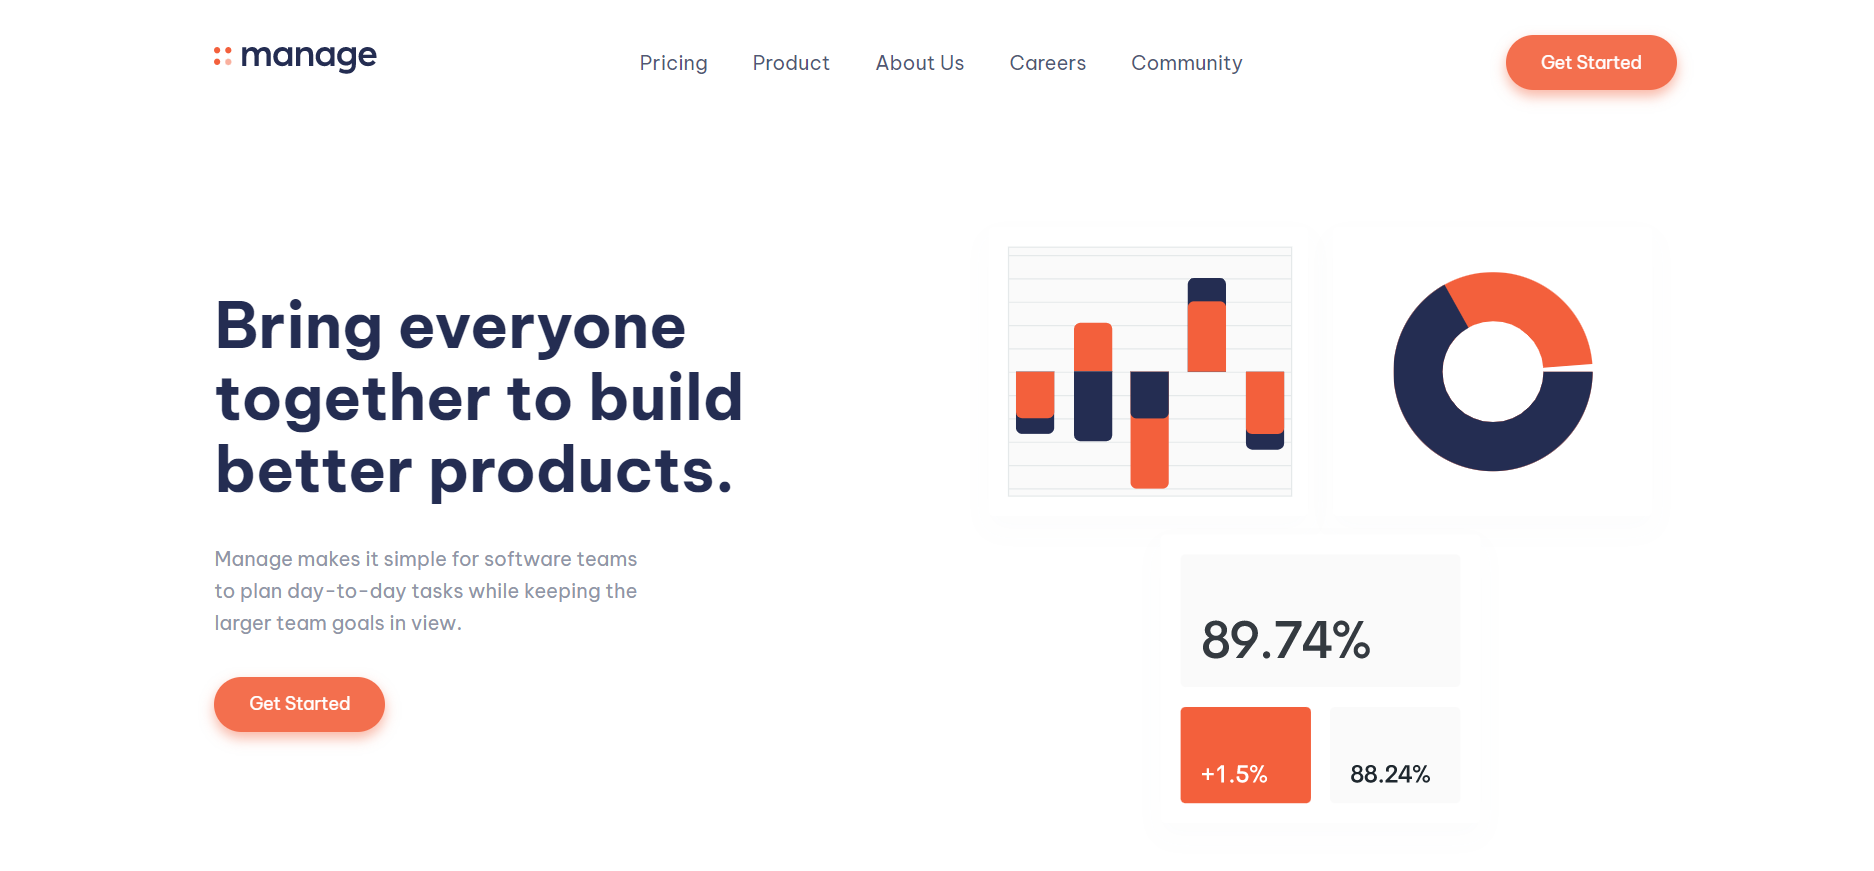 manage
Pricing
Product
About Us
Careers
Community
Get Started
Bring everyone
together to build
better products.
Manage makes it simple for software teams
to plan day-to-day tasks while keeping the
larger team goals in view.
Get Started
89.74%
+1.5%
88.24%